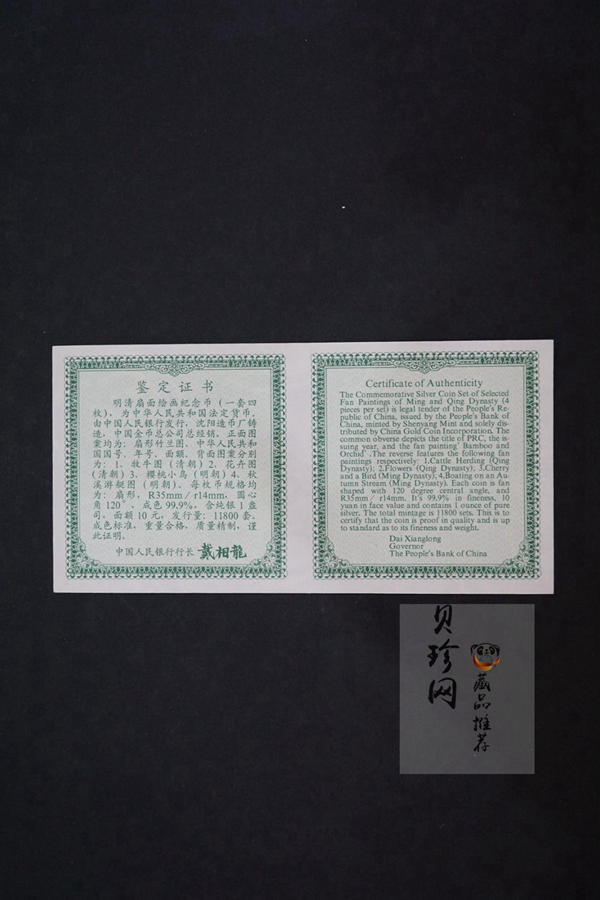 鉴定证书
明清扇面绘画纪念币(一套四
枚),为中华人民共和国法定货币,
由中国人民银行发行,沈阳造币厂铸
造,中国金币总公司总经销。正面图
案均为:扇形竹兰图、中华人民共和
国国号、年号、面额。背面图案分别
为:1、牧牛图(清朝)2、花卉图
(清朝)3、樱桃小鸟(明朝)4、秋
溪游艇图(明朝)。每枚币规格均
为:扇形,R35mm/r14mm,圆心
角120°、成色99.9%,含纯银1盎
司,面额10元,发行量:11800套。
成色标准,重量合格,质量精制,谨
此证明。
中国人民银行行长 戴相龍
Certificate of Authenticity
The Commemorative Silver Coin Set of Selected
Fan Paintings of Ming and Qing Dynasty (4
pieces per set) is legal tender of the People's Re-
public of China, issued by the People's Bank of
China, minted by Shenyang Mint and solely dis-
tributed by China Gold Coin Incorporation. The
common obverse depicts the title of PRC, the is-
suing year, and the fan painting' Bamboo and
Orchid' .The reverse features the following fan
paintings respectively: 1,Cattle Herding (Qing
Dynasty); 2.Flowers (Qing Dynasty); 3.Cherry
and a Bird (Ming Dynasty); 4,Boating on an Au-
tumn Stream (Ming Dynasty). Each coin is fan
shaped with 120 degree central angle, and
R35mm/r14mm. It's 99.9% in fineness, 10
yuan in face value and contains 1 ounce of pure
silver. The total mintage is 11800 sets. This is to
certify that the coin is proof in quality and is up
to standard as to its fineness and weight.
Dai Xianglong
Governor
The People's Bank of China
贝珍网
藏品推荐